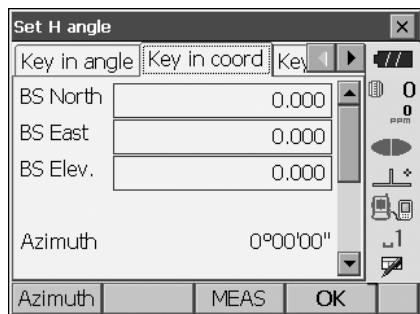 Set H angle
Key in angle Key in coord Key
BS North 0.000
BS East 0.000
BS Elev. 0.000
Azimuth 0°00'00"
0
0
PPM
1
Azimuth MEAS OK